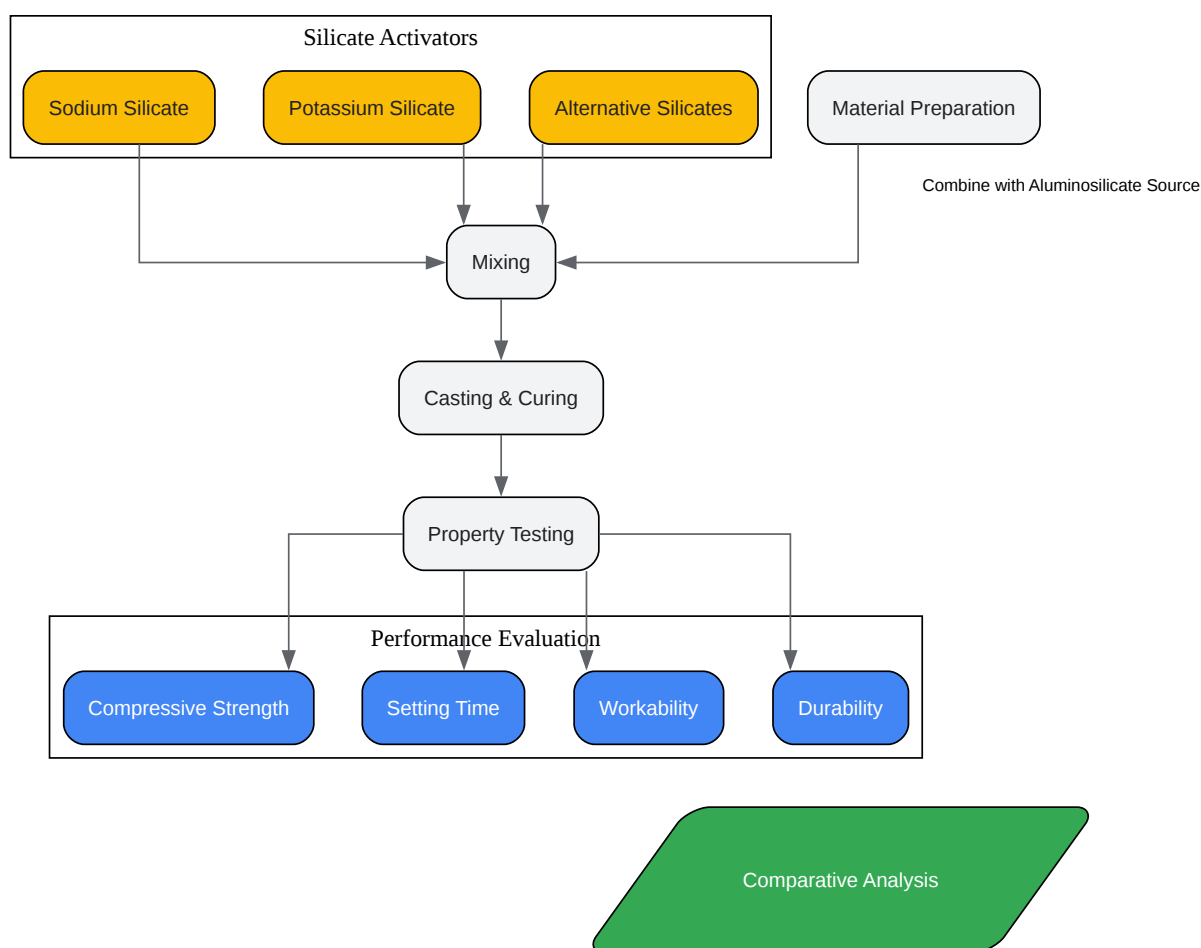 Silicate Activators
Sodium Silicate
Potassium Silicate
Alternative Silicates
Material Preparation
Combine with Aluminosilicate Source
Mixing
Casting & Curing
Property Testing
Performance Evaluation
Compressive Strength
Setting Time
Workability
Durability
Comparative Analysis